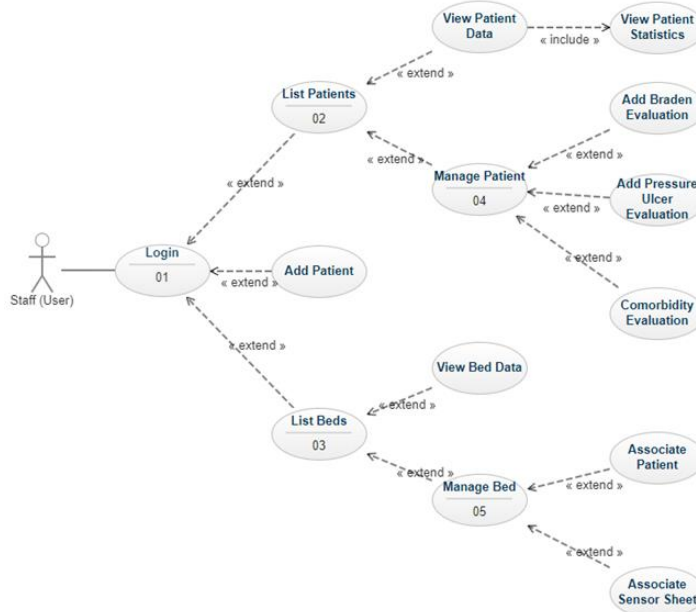 View Patient
Data
« include »
View Patient
Statistics
« extend »
List Patients
02
Add Braden
Evaluation
« extend »
« extend »
Manage Patient
04
Add Pressure
Ulcer
Evaluation
« extend »
« extend »
Login
01
Staff (User)
Add Patient
« extend »
« extend »
Comorbidity
Evaluation
« extend »
View Bed Data
« extend »
List Beds
03
Associate
Patient
« extend »
Manage Bed
05
« extend »
« extend »
Associate
Sensor Sheet